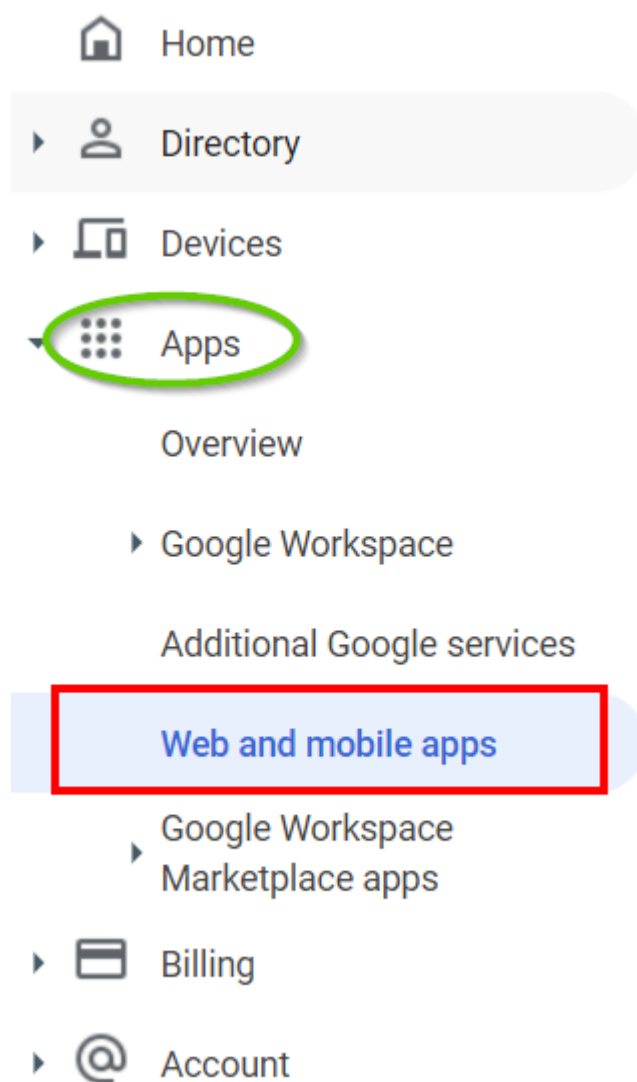 Home
Directory
Devices
Apps
Overview
Google Workspace
Additional Google services
Web and mobile apps
Google Workspace
Marketplace apps
Billing
Account